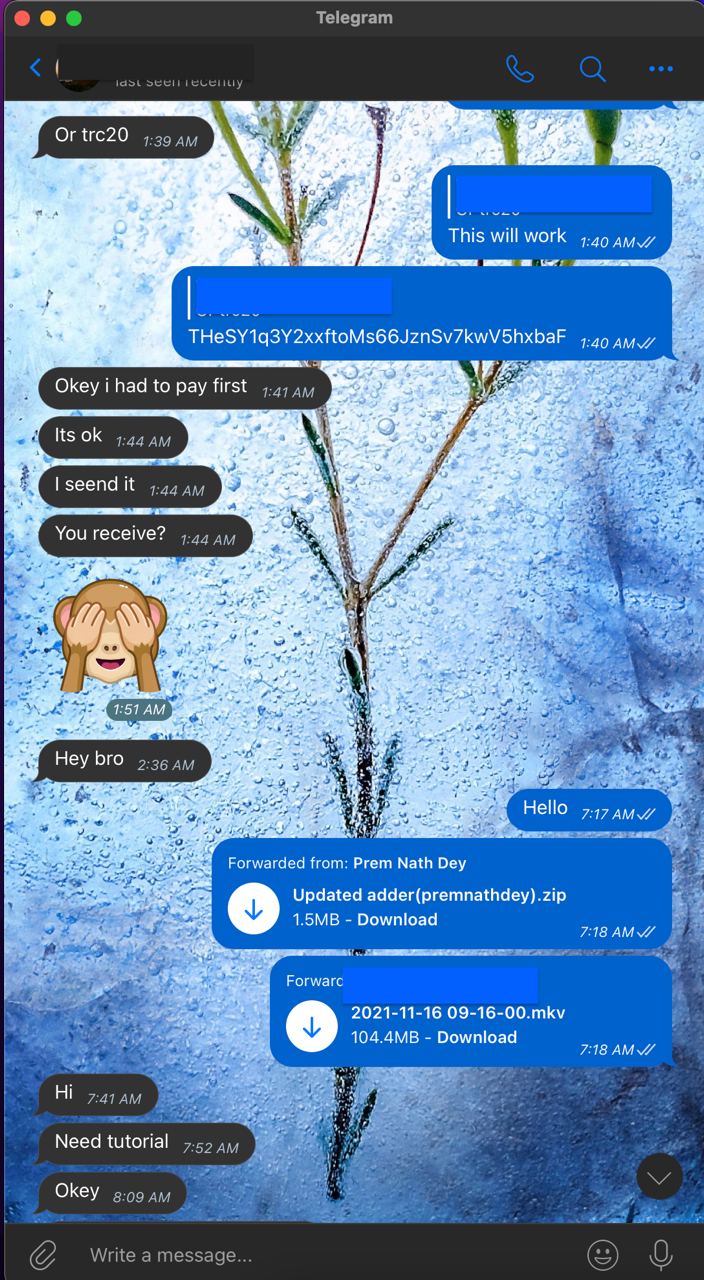 Telegram
last seen recently
Or trc20 1:39 AM
Or trc20
This will work 1:40 AM
Or trc20
THeSY1q3Y2xxftoMs66JznSv7kwV5hxbaF 1:40 AM
Okey i had to pay first 1:41 AM
Its ok 1:44 AM
I seend it 1:44 AM
You receive? 1:44 AM
1:51 AM
Hey bro 2:36 AM
Hello 7:17 AM
Forwarded from: Prem Nath Dey
Updated adder(premnathdey).zip
1.5MB - Download
7:18 AM
Forward
2021-11-16 09-16-00.mkv
104.4MB - Download
7:18 AM
Hi 7:41 AM
Need tutorial 7:52 AM
Okey 8:09 AM
Write a message...